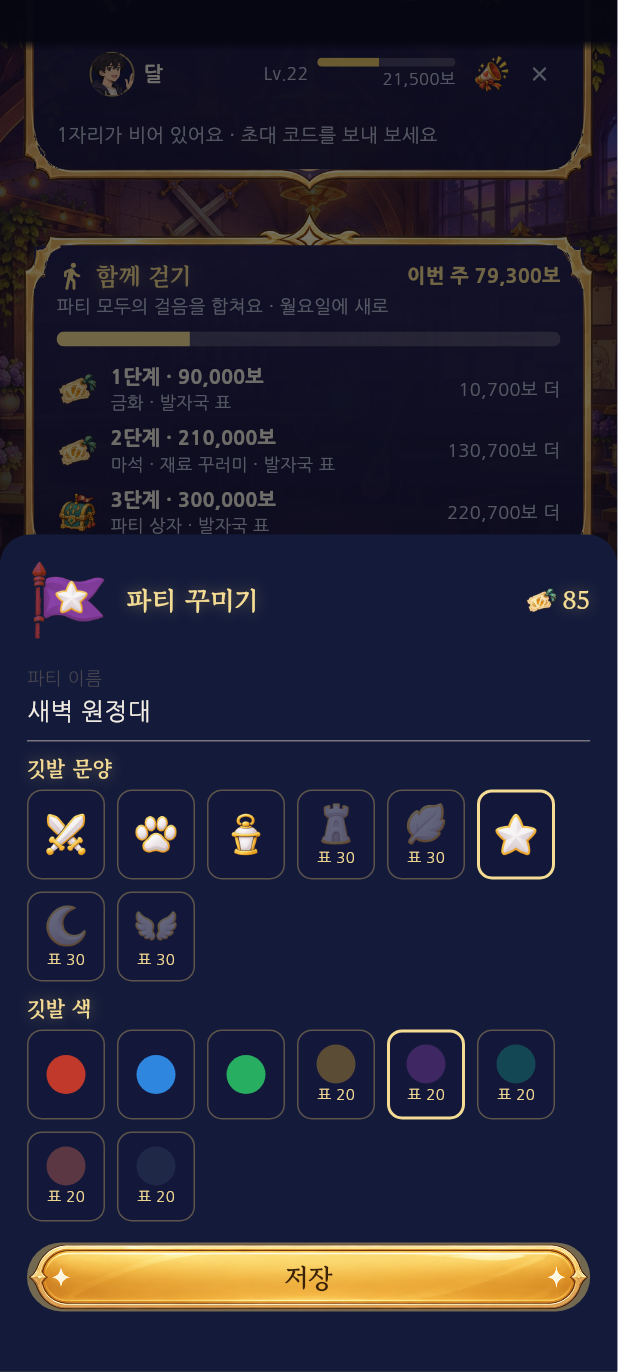 달
Lv.22
21,500보
1자리가 비어 있어요 · 초대 코드를 보내 보세요
함께 걷기
이번 주 79,300보
파티 모두의 걸음을 합쳐요 · 월요일에 새로
1단계 · 90,000보
금화 · 발자국 표
10,700보 더
2단계 · 210,000보
마석 · 재료 꾸러미 · 발자국 표
130,700보 더
3단계 · 300,000보
파티 상자 · 발자국 표
220,700보 더
파티 꾸미기
85
파티 이름
새벽 원정대
깃발 문양
표 30
표 30
표 30
표 30
깃발 색
표 20
표 20
표 20
표 20
표 20
저장